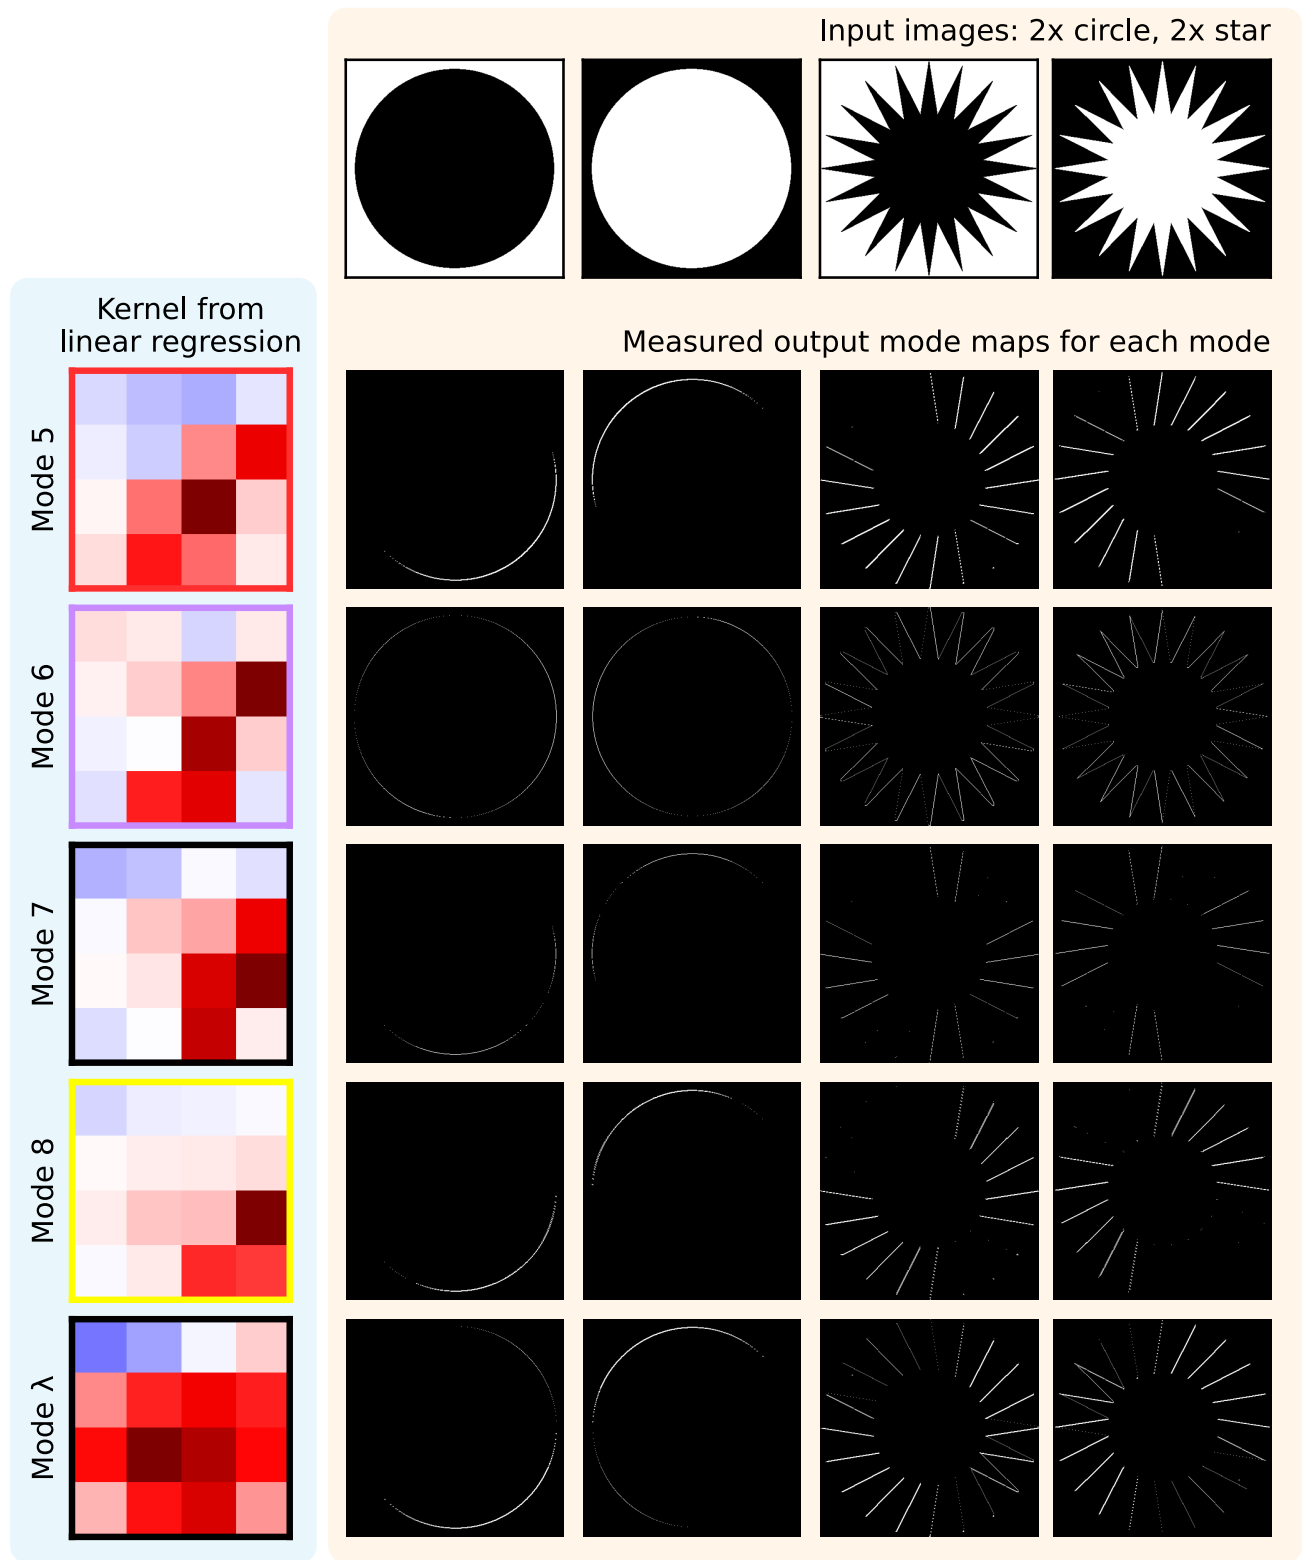 Input images: 2x circle, 2x star
Kernel from
linear regression
Measured output mode maps for each mode
Mode 5
Mode 6
Mode 7
Mode 8
Mode λ